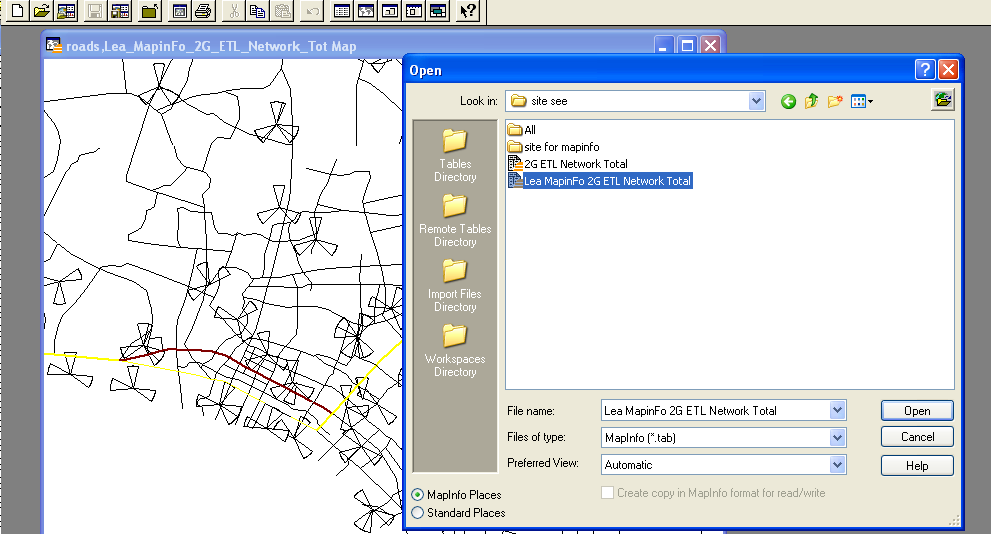 roads,Lea_MapinFo_2G_ETL_Network_Tot Map
Open
Look in:
site see
Tables
Directory
Remote Tables
Directory
Import Files
Directory
Workspaces
Directory
All
site for mapinfo
2G ETL Network Total
Lea MapinFo 2G ETL Network Total
File name:
Lea MapinFo 2G ETL Network Total
Open
Files of type:
MapInfo (*.tab)
Cancel
Preferred View:
Automatic
Help
MapInfo Places
Create copy in MapInfo format for read/write
Standard Places